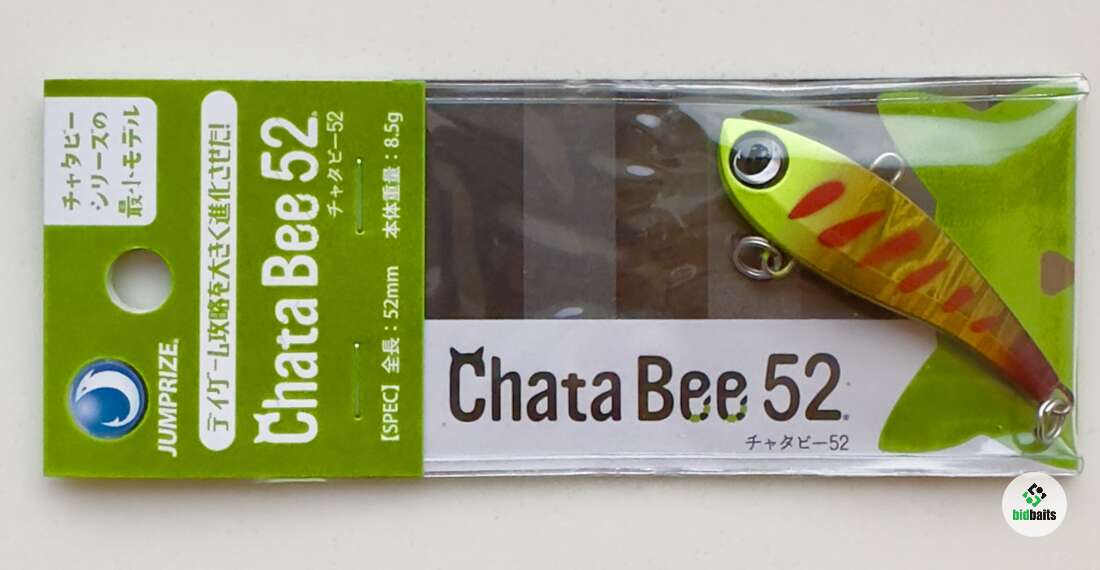 チャタビー
シリーズの
最小モデル
デイゲーム攻略を大きく進化させた!
ChataBee 52®
チャタビー52
【SPEC】全長:52mm 本体重量:8.5g
JUMPRIZE®
Chata Bee 52®
チャタビー52
bidbaits